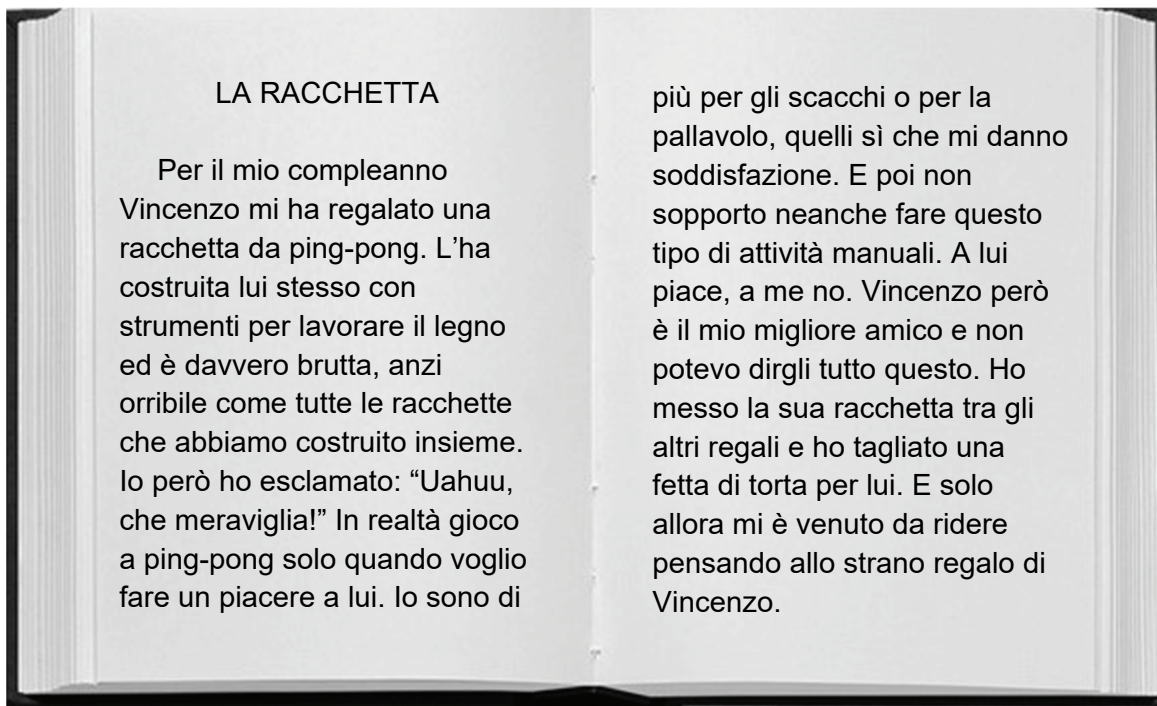 LA RACCHETTA
Per il mio compleanno
Vincenzo mi ha regalato una
racchetta da ping-pong. L’ha
costruita lui stesso con
strumenti per lavorare il legno
ed è davvero brutta, anzi
orribile come tutte le racchette
che abbiamo costruito insieme.
Io però ho esclamato: “Uahuu,
che meraviglia!” In realtà gioco
a ping-pong solo quando voglio
fare un piacere a lui. Io sono di
più per gli scacchi o per la
pallavolo, quelli sì che mi danno
soddisfazione. E poi non
sopporto neanche fare questo
tipo di attività manuali. A lui
piace, a me no. Vincenzo però
è il mio migliore amico e non
potevo dirgli tutto questo. Ho
messo la sua racchetta tra gli
altri regali e ho tagliato una
fetta di torta per lui. E solo
allora mi è venuto da ridere
pensando allo strano regalo di
Vincenzo.